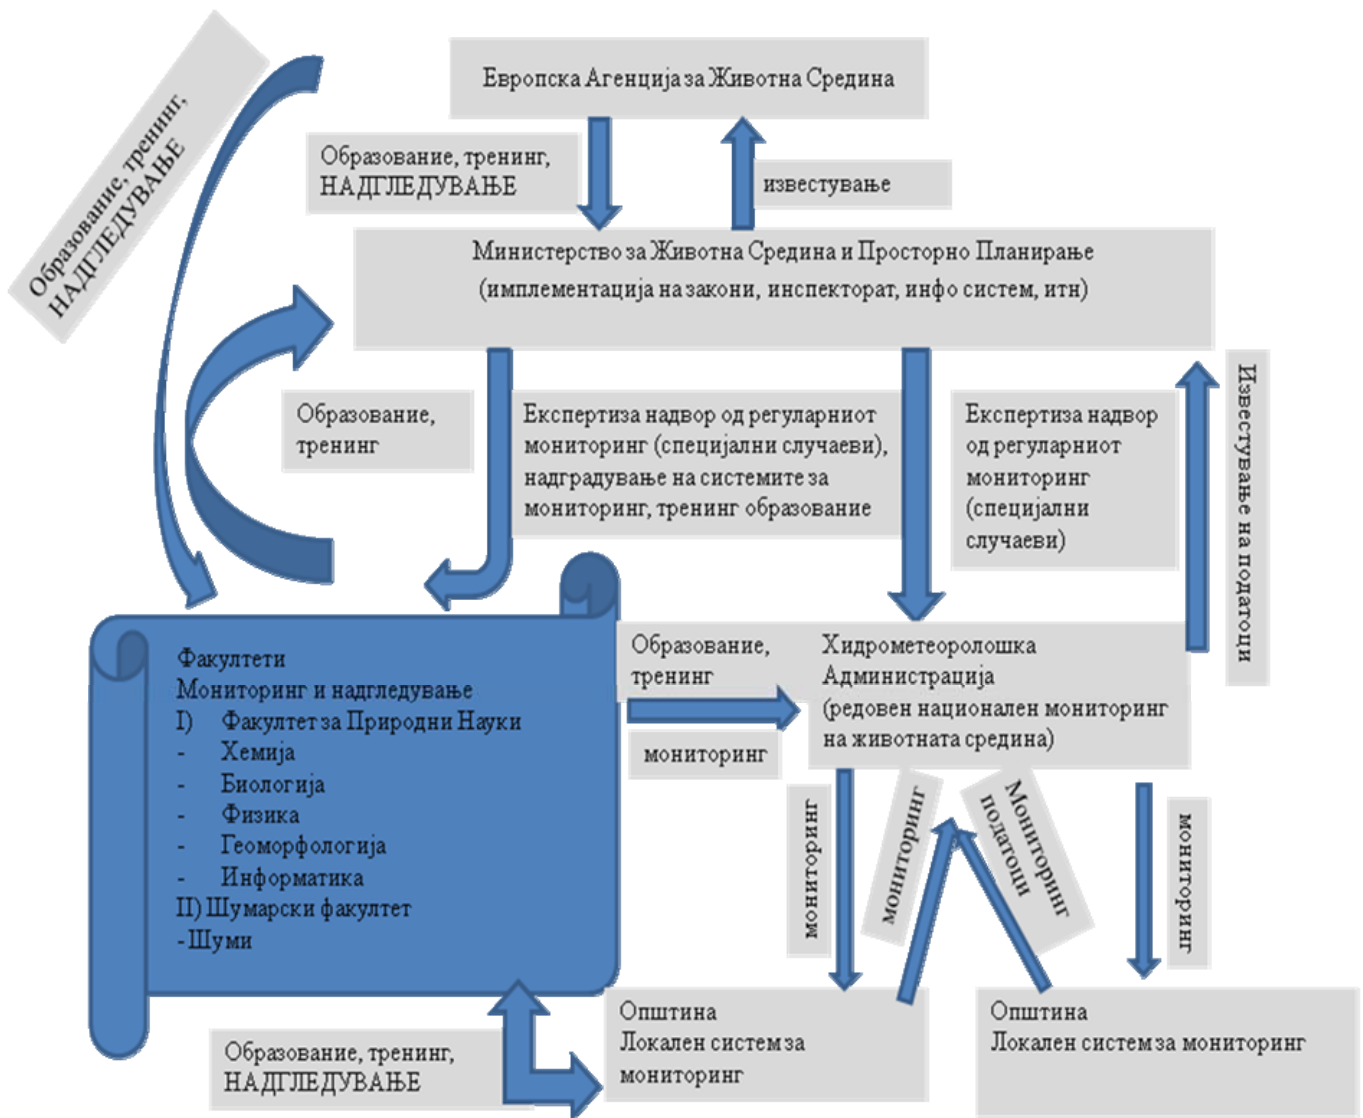 Образование, тренинг,
НАДГЛЕДУВАЊЕ
Европска Агенција за Животна Средина
Образование, тренинг,
НАДГЛЕДУВАЊЕ
известување
Министерство за Животна Средина и Просторно Планирање
(имплементација на закони, инспекторат, инфо систем, итн)
Образование,
тренинг
Експертиза надвор од регуларниот
мониторинг (специјални случаеви),
надградување на системите за
мониторинг, тренинг образование
Експертиза надвор
од регуларниот
мониторинг
(специјални
случаеви)
Известување на податоци
Факултети
Мониторинг и надгледување
I) Факултет за Природни Науки
- Хемија
- Биологија
- Физика
- Геоморфологија
- Информатика
II) Шумарски факултет
- Шуми
Образование,
тренинг
мониторинг
Хидрометеоролошка
Администрација
(редовен национален мониторинг
на животната средина)
мониторинг
мониторинг
Мониторинг
податоци
мониторинг
Образование, тренинг,
НАДГЛЕДУВАЊЕ
Општина
Локален систем за
мониторинг
Општина
Локален систем за мониторинг